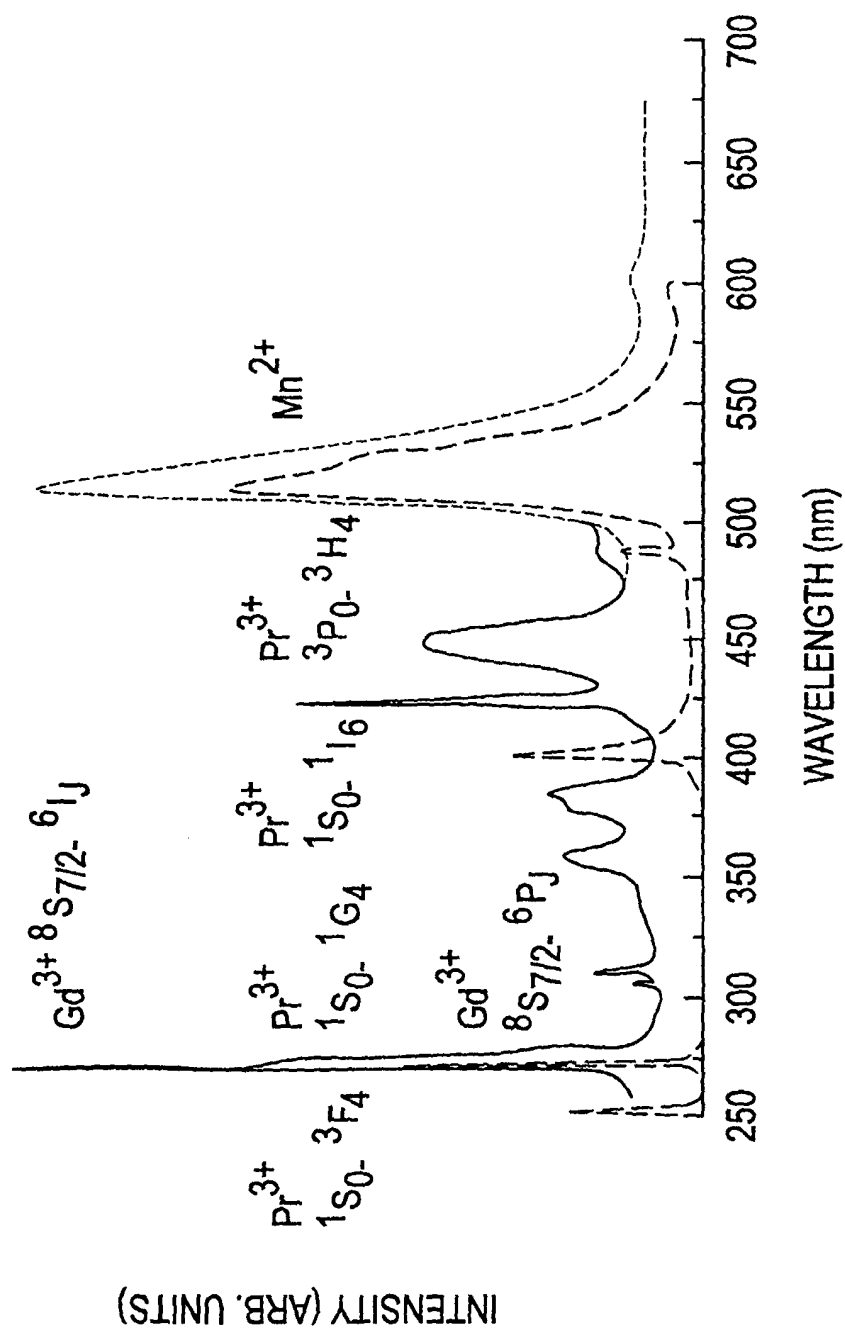 INTENSITY (ARB. UNITS)
Gd3+ 8S7/2- 6IJ
Pr3+
1S0- 3F4
Pr3+
1S0- 1G4
Pr3+
1S0- 1I6
Pr3+
3P0- 3H4
Mn2+
Gd3+
8S7/2- 6PJ
250 300 350 400 450 500 550 600 650 700
WAVELENGTH (nm)